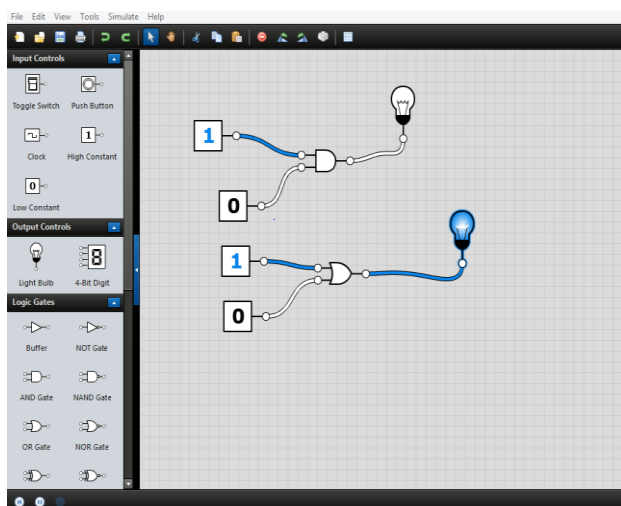 File Edit View Tools Simulate Help
Input Controls
Toggle Switch Push Button
1
Clock High Constant
0
Low Constant
Output Controls
8
Light Bulb 4-Bit Digit
Logic Gates
Buffer NOT Gate
AND Gate NAND Gate
OR Gate NOR Gate
1
0
1
0